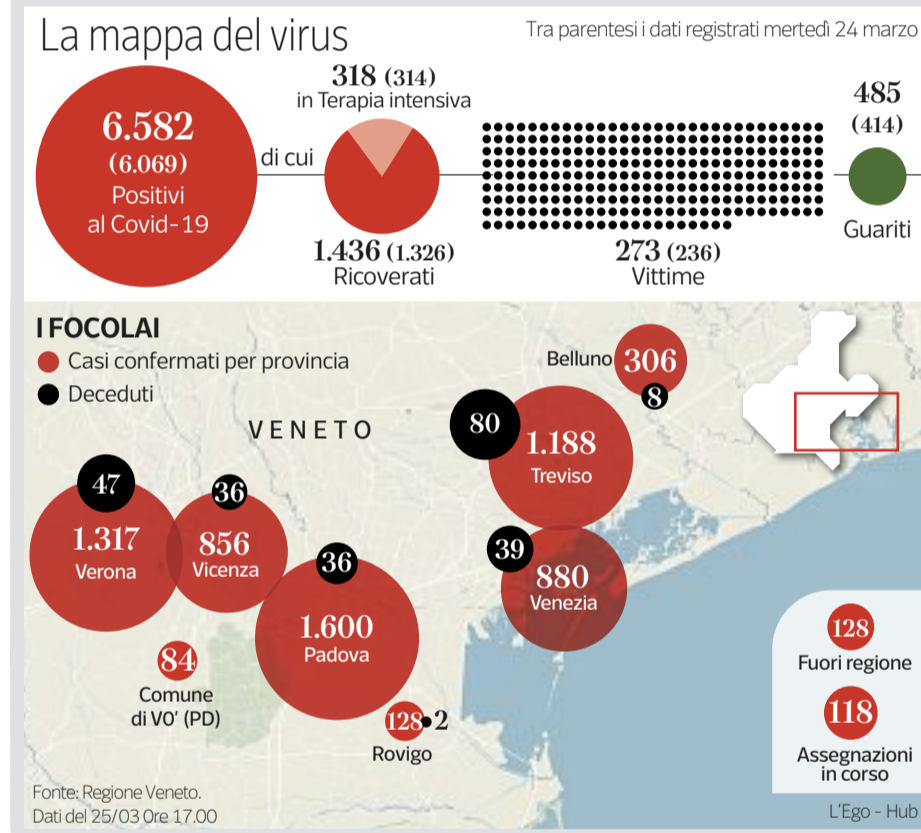 La mappa del virus
Tra parentesi i dati registrati mertedì 24 marzo
6.582
(6.069)
Positivi
al Covid-19
di cui
318 (314)
in Terapia intensiva
1.436 (1.326)
Ricoverati
273 (236)
Vittime
485
(414)
Guariti
I FOCOLAI
Casi confermati per provincia
Deceduti
VENETO
Belluno 306
8
80
1.188
Treviso
47
1.317
Verona
36
856
Vicenza
36
1.600
Padova
39
880
Venezia
84
Comune
di VO' (PD)
128 2
Rovigo
128
Fuori regione
118
Assegnazioni
in corso
Fonte: Regione Veneto.
Dati del 25/03 Ore 17.00
L'Ego - Hub